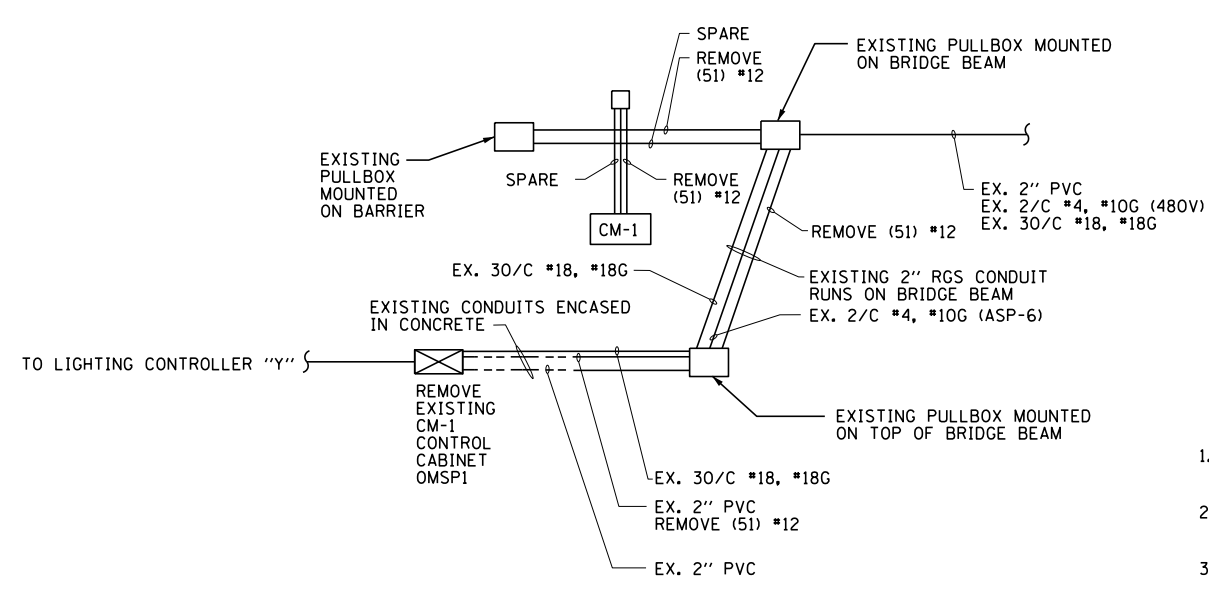 SPARE
REMOVE
(51) #12
EXISTING PULLBOX MOUNTED
ON BRIDGE BEAM
EXISTING
PULLBOX
MOUNTED
ON BARRIER
SPARE
REMOVE
(51) #12
CM-1
EX. 2" PVC
EX. 2/C #4, #10G (480V)
EX. 30/C #18, #18G
REMOVE (51) #12
EX. 30/C #18, #18G
EXISTING 2" RGS CONDUIT
RUNS ON BRIDGE BEAM
EX. 2/C #4, #10G (ASP-6)
EXISTING CONDUITS ENCASED
IN CONCRETE
TO LIGHTING CONTROLLER "Y"
REMOVE
EXISTING
CM-1
CONTROL
CABINET
OMSP1
EXISTING PULLBOX MOUNTED
ON TOP OF BRIDGE BEAM
EX. 30/C #18, #18G
EX. 2" PVC
REMOVE (51) #12
EX. 2" PVC
1.
2
3